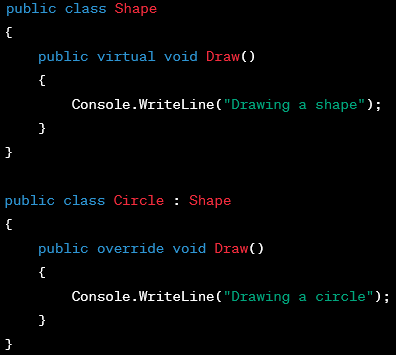 public class Shape
{
    public virtual void Draw()
    {
        Console.WriteLine("Drawing a shape");
    }
}

public class Circle : Shape
{
    public override void Draw()
    {
        Console.WriteLine("Drawing a circle");
    }
}